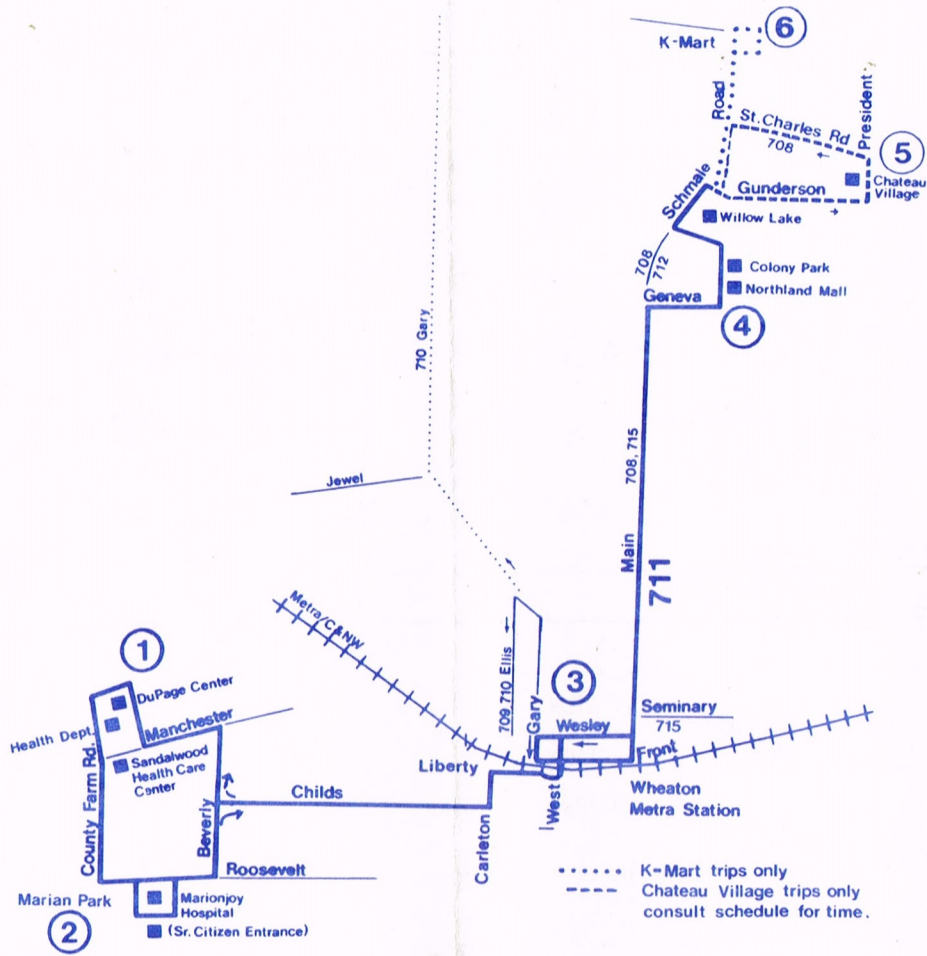 6
K-Mart
Road
St.Charles Rd
708
President
5
Chateau
Village
Schmale
Gunderson
Willow Lake
708
712
Colony Park
Northland Mall
Geneva
4
710 Gary
708, 715
Jewel
Main
711
Metra/C&NW
1
DuPage Center
Health Dept.
Manchester
Sandalwood
Health Care
Center
County Farm Rd.
709,710 Ellis
3
Gary
Wesley
Seminary
715
Front
Liberty
West
Wheaton
Metra Station
Childs
Beverly
Carleton
Roosevelt
Marian Park
2
Marionjoy
Hospital
(Sr. Citizen Entrance)
K-Mart trips only
Chateau Village trips only
consult schedule for time.